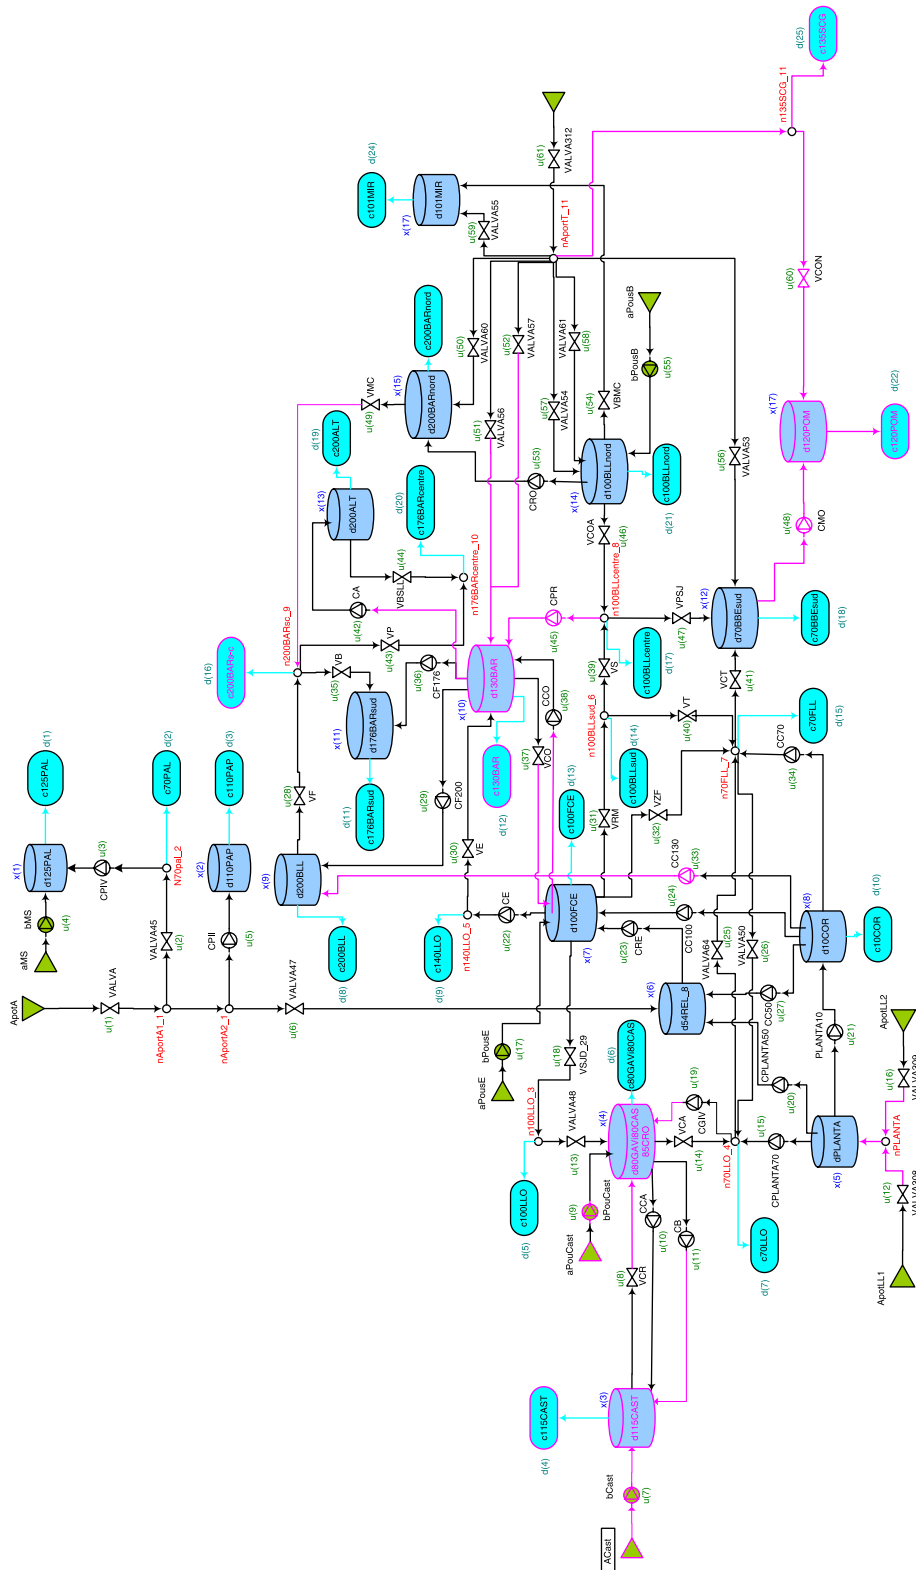 d(25)
c135SCG
n135SCG_11
d(24)
c101MIR
u(61)
VALVA312
x(17)
d101MIR
u(59)
VALVA55
nAportT_11
c200BARnord
u(60)
VCON
aPousB
u(50)
VALVA60
u(52)
VALVA57
VALVA61
u(58)
bPousB
u(55)
x(15)
d200BARnord
VMC
u(49)
u(51)
VALVA56
u(57)
VALVA54
u(54)
VBMC
x(17)
d120POM
d(22)
c120POM
d(19)
c200ALT
u(56)
VALVA53
CRO
u(53)
x(14)
d100BLLnord
c100BLLnord
d(21)
x(13)
d200ALT
d(20)
c176BARcentre
u(48)
CMO
VCOA
u(46)
u(44)
VBSLL
n176BARcentre_10
n100BLLcentre_8
CA
u(42)
CPR
u(45)
VPSJ
u(47)
x(12)
d70BBEsud
c70BBEsud
d(18)
d(16)
c200BARs-c
n200BARsc_9
VP
u(43)
VB
u(35)
u(36)
CF176
x(10)
d130BAR
u(39)
VS
c100BLLcentre
d(17)
VCT
u(41)
x(11)
d176BARsud
c176BARsud
d(11)
CCO
u(38)
VCO
u(37)
n100BLLsud_6
VT
u(40)
d(1)
c125PAL
d(2)
c70PAL
d(3)
c110PAP
u(28)
VF
u(29)
CF200
c130BAR
d(12)
d(14)
c100BLLsud
c70FLL
d(15)
n70FLL_7
CC70
u(34)
x(1)
d125PAL
u(3)
CPIV
N70pal_2
x(2)
d110PAP
x(9)
d200BLL
u(30)
VE
d(13)
c100FCE
u(31)
VRM
VZF
u(32)
CC130
u(33)
bMS
u(4)
VALVA45
u(2)
CPII
u(5)
c200BLL
d(8)
c140LLO
d(9)
n140LLO_5
CE
u(22)
d100FCE
x(7)
CRE
u(23)
u(24)
CC100
u(25)
VALVA64
VALVA50
u(26)
x(8)
d10COR
d(10)
c10COR
aMS
ApotA
VALVA
u(1)
nAportA1_1
nAportA2_1
VALVA47
u(6)
x(6)
d54REL_8
CC50
u(27)
PLANTA10
u(21)
ApotLL2
bPousE
u(17)
aPousE
u(18)
VSJD_29
d(6)
c80GAVi80CAS
CPLANTA50
u(20)
u(16)
VALVA309
n100LLO_3
VALVA48
u(13)
x(4)
d80GAVi80CAS
85CRO
u(19)
CGIV
VCA
u(14)
n70LLO_4
u(15)
CPLANTA70
dPLANTA
x(5)
nPLANTA
c100LLO
d(5)
u(9)
bPouCast
aPouCast
CCA
u(10)
CB
u(11)
c70LLO
d(7)
u(12)
VALVA308
ApotLL1
u(8)
VCR
x(3)
d115CAST
c115CAST
d(4)
bCast
u(7)
ACast